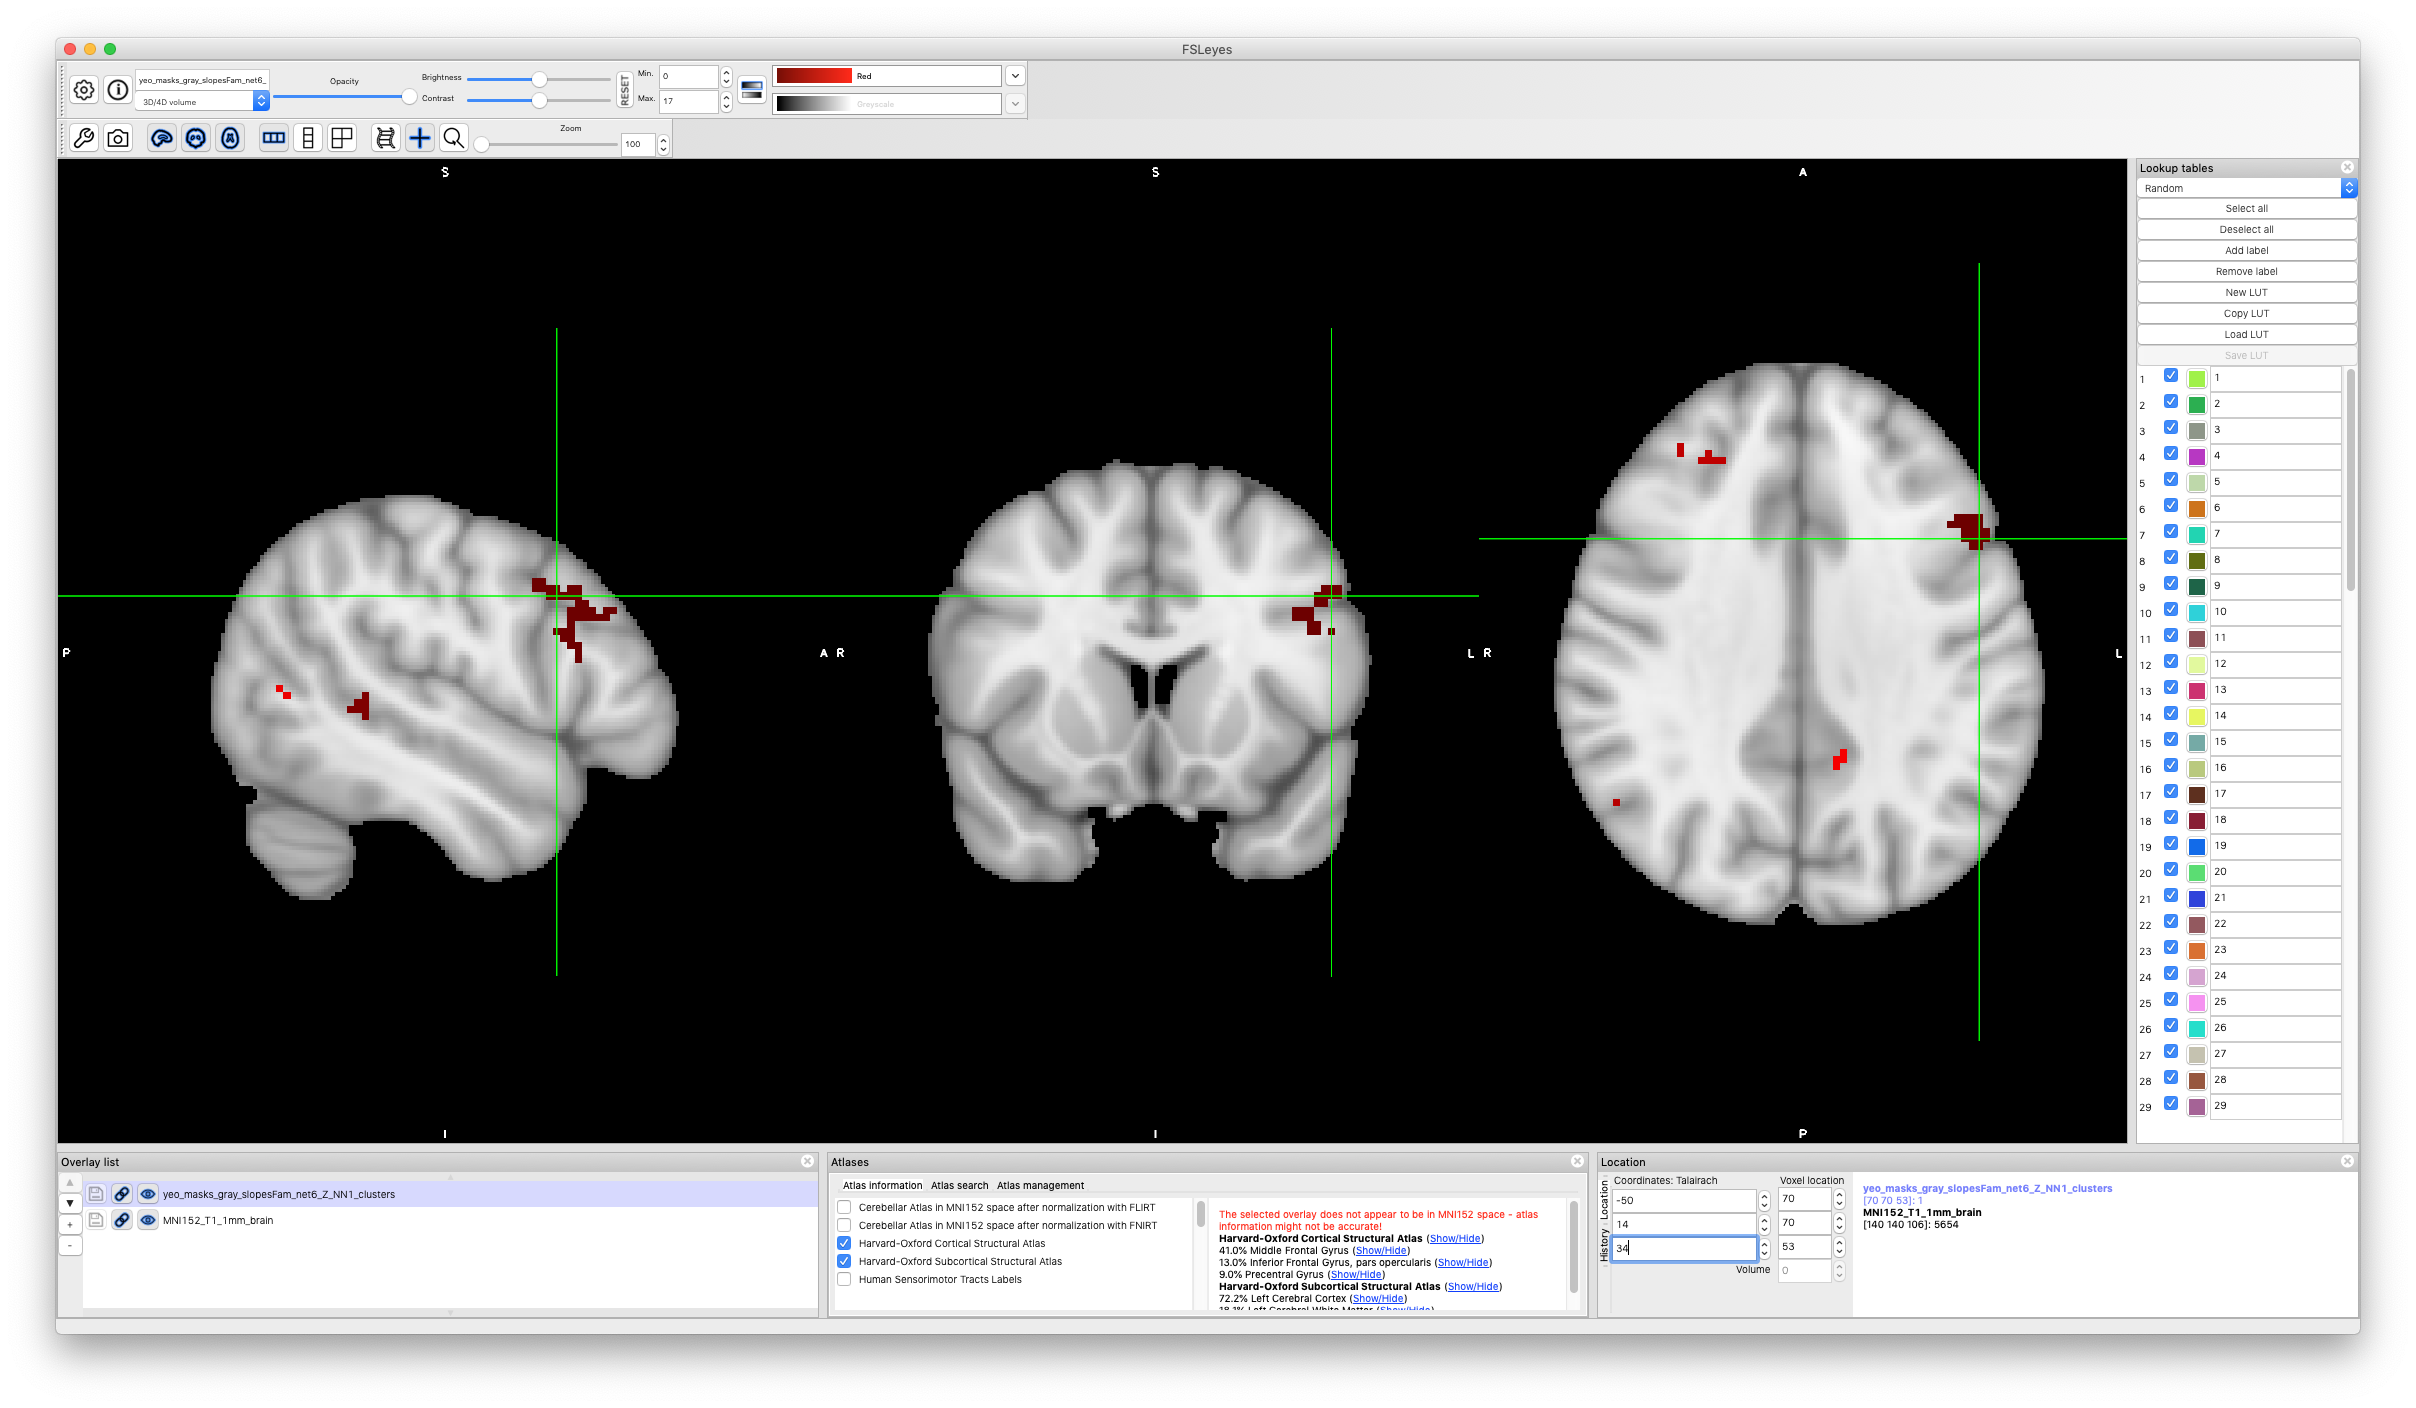 FSLeyes
yeo_masks_gray_slopesFam_net6_
3D/4D volume
Opacity
Brightness
Contrast
RESET
Min.
0
Max.
17
Red
Greyscale
Zoom
100
S
S
A
P
A
R
L
R
L
I
I
P
Lookup tables
Random
Select all
Deselect all
Add label
Remove label
New LUT
Copy LUT
Load LUT
Save LUT
1 1
2 2
3 3
4 4
5 5
6 6
7 7
8 8
9 9
10 10
11 11
12 12
13 13
14 14
15 15
16 16
17 17
18 18
19 19
20 20
21 21
22 22
23 23
24 24
25 25
26 26
27 27
28 28
29 29
Overlay list
yeo_masks_gray_slopesFam_net6_Z_NN1_clusters
MNI152_T1_1mm_brain
+
-
Atlases
Atlas information Atlas search Atlas management
Cerebellar Atlas in MNI152 space after normalization with FLIRT
Cerebellar Atlas in MNI152 space after normalization with FNIRT
Harvard-Oxford Cortical Structural Atlas
Harvard-Oxford Subcortical Structural Atlas
Human Sensorimotor Tracts Labels
The selected overlay does not appear to be in MNI152 space - atlas
information might not be accurate!
Harvard-Oxford Cortical Structural Atlas (Show/Hide)
41.0% Middle Frontal Gyrus (Show/Hide)
13.0% Inferior Frontal Gyrus, pars opercularis (Show/Hide)
9.0% Precentral Gyrus (Show/Hide)
Harvard-Oxford Subcortical Structural Atlas (Show/Hide)
72.2% Left Cerebral Cortex (Show/Hide)
18.1% Left Cerebral White Matter (Show/Hide)
Location
Location
History
Coordinates: Talairach
-50
14
34
Voxel location
70
70
53
Volume
0
yeo_masks_gray_slopesFam_net6_Z_NN1_clusters
[70 70 53]: 1
MNI152_T1_1mm_brain
[140 140 106]: 5654